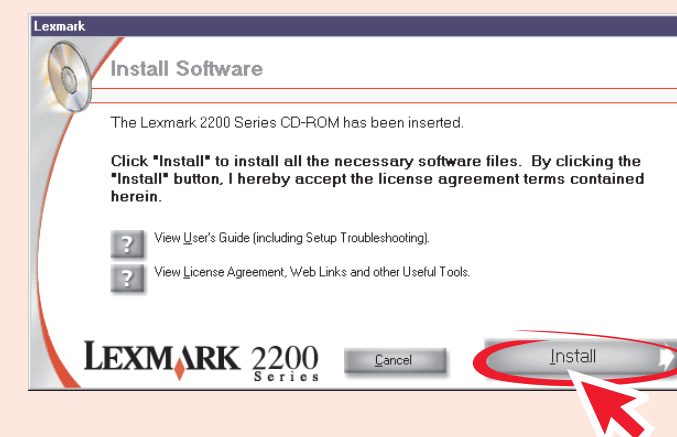 Lexmark
Install Software
The Lexmark 2200 Series CD-ROM has been inserted.
Click "Install" to install all the necessary software files. By clicking the
"Install" button, I hereby accept the license agreement terms contained
herein.
? View User's Guide (including Setup Troubleshooting).
? View License Agreement, Web Links and other Useful Tools.
LEXMARK 2200
Series
Cancel
Install